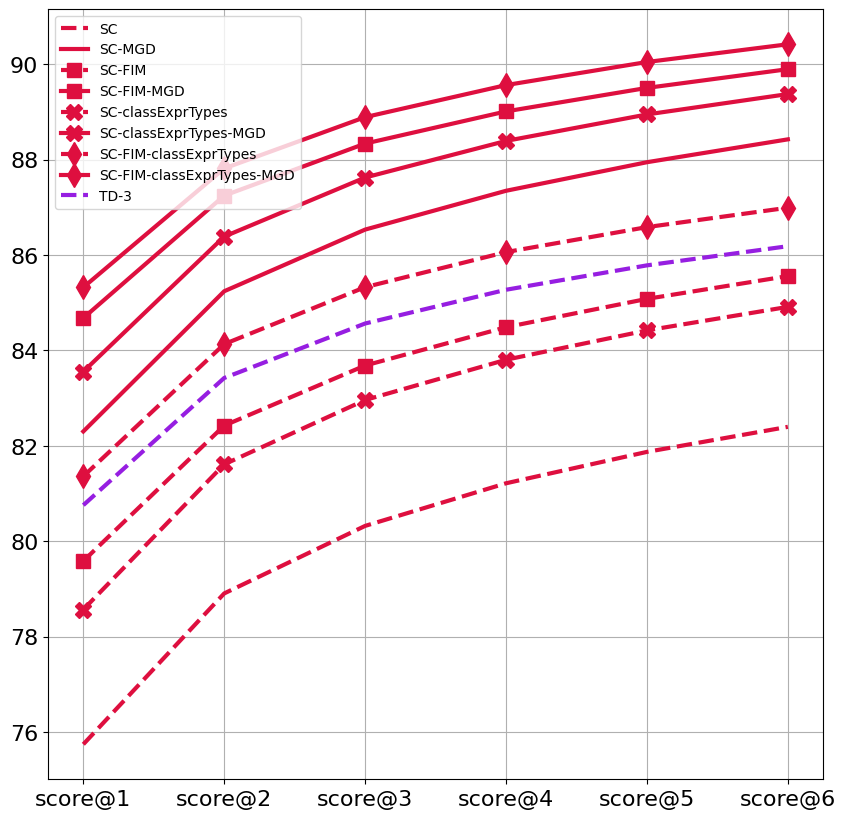 SC
SC-MGD
SC-FIM
SC-FIM-MGD
SC-classExprTypes
SC-classExprTypes-MGD
SC-FIM-classExprTypes
SC-FIM-classExprTypes-MGD
TD-3
90
88
86
84
82
80
78
76
score@1 score@2 score@3 score@4 score@5 score@6